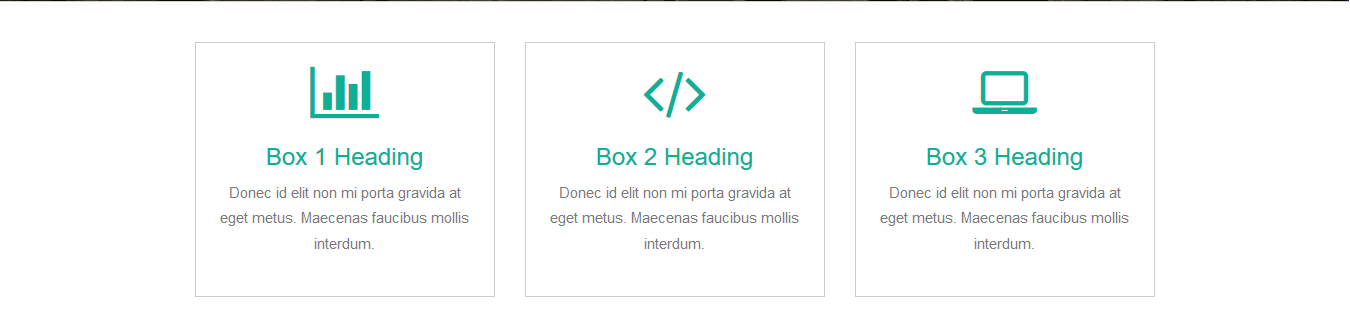 Box 1 Heading
Donec id elit non mi porta gravida at
eget metus. Maecenas faucibus mollis
interdum.
Box 2 Heading
Donec id elit non mi porta gravida at
eget metus. Maecenas faucibus mollis
interdum.
Box 3 Heading
Donec id elit non mi porta gravida at
eget metus. Maecenas faucibus mollis
interdum.